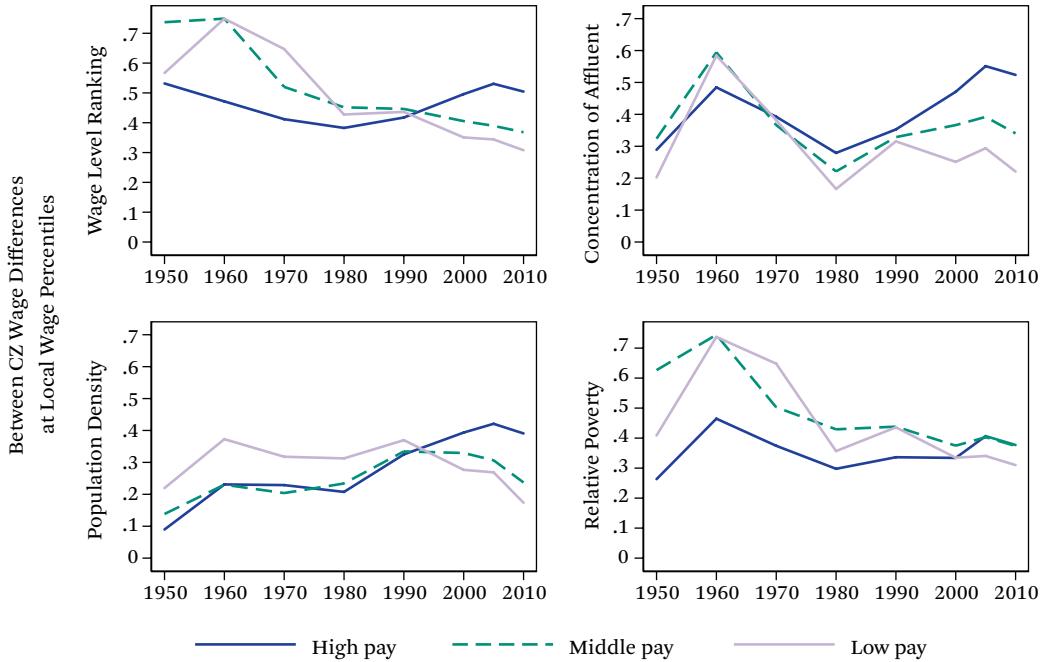 Between CZ Wage Differences
at Local Wage Percentiles
Wage Level Ranking
.7
.6
.5
.4
.3
.2
.1
0
1950 1960 1970 1980 1990 2000 2010
Concentration of Affluent
.7
.6
.5
.4
.3
.2
.1
0
1950 1960 1970 1980 1990 2000 2010
Population Density
.7
.6
.5
.4
.3
.2
.1
0
1950 1960 1970 1980 1990 2000 2010
Relative Poverty
.7
.6
.5
.4
.3
.2
.1
0
1950 1960 1970 1980 1990 2000 2010
High pay Middle pay Low pay